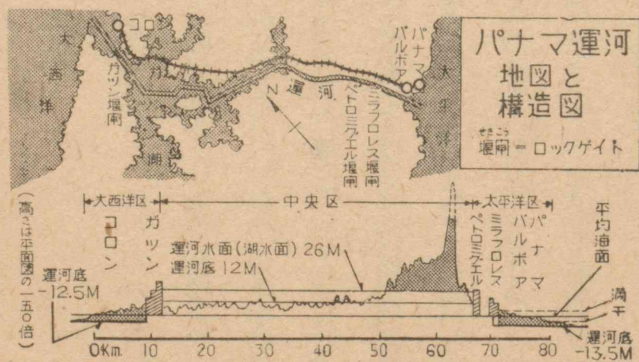 パナマ運河
地図と
構造図
せきこう
堰閘=ロックゲイト
大西洋
コロン
ガツン堰閘
ガツン湖
運河
N
ペトロミグエル堰閘
ミラフロレス堰閘
バルボア
パナマ
太平洋
大西洋区
中央区
太平洋区
コロン
ガツン
ペトロミグエル
ミラフロレス
バルボア
パナマ
平均海面
満
干
運河水面(湖水面)26M
運河底12M
(高さは平面図の一五〇倍)
運河底
-12.5M
運河底
-13.5M
0Km
10
20
30
40
50
60
70
80